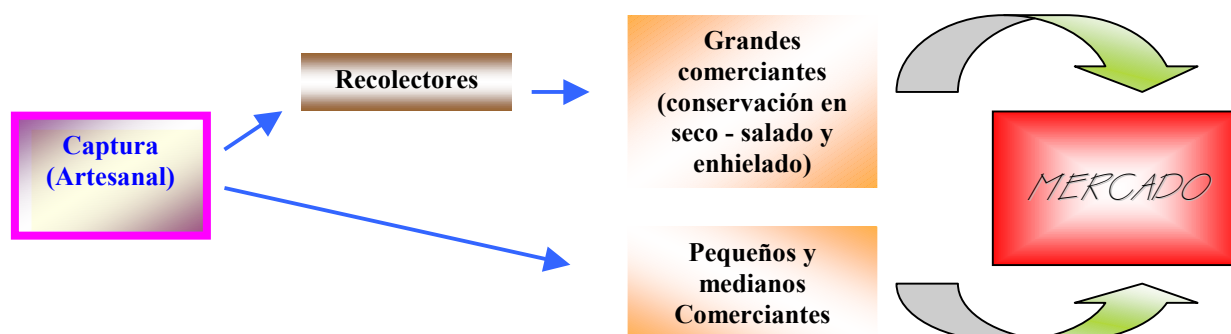 Captura
(Artesanal)
Recolectores
Grandes
comerciantes
(conservación en
seco - salado y
enhielado)
Pequeños y
medianos
Comerciantes
MERCADO